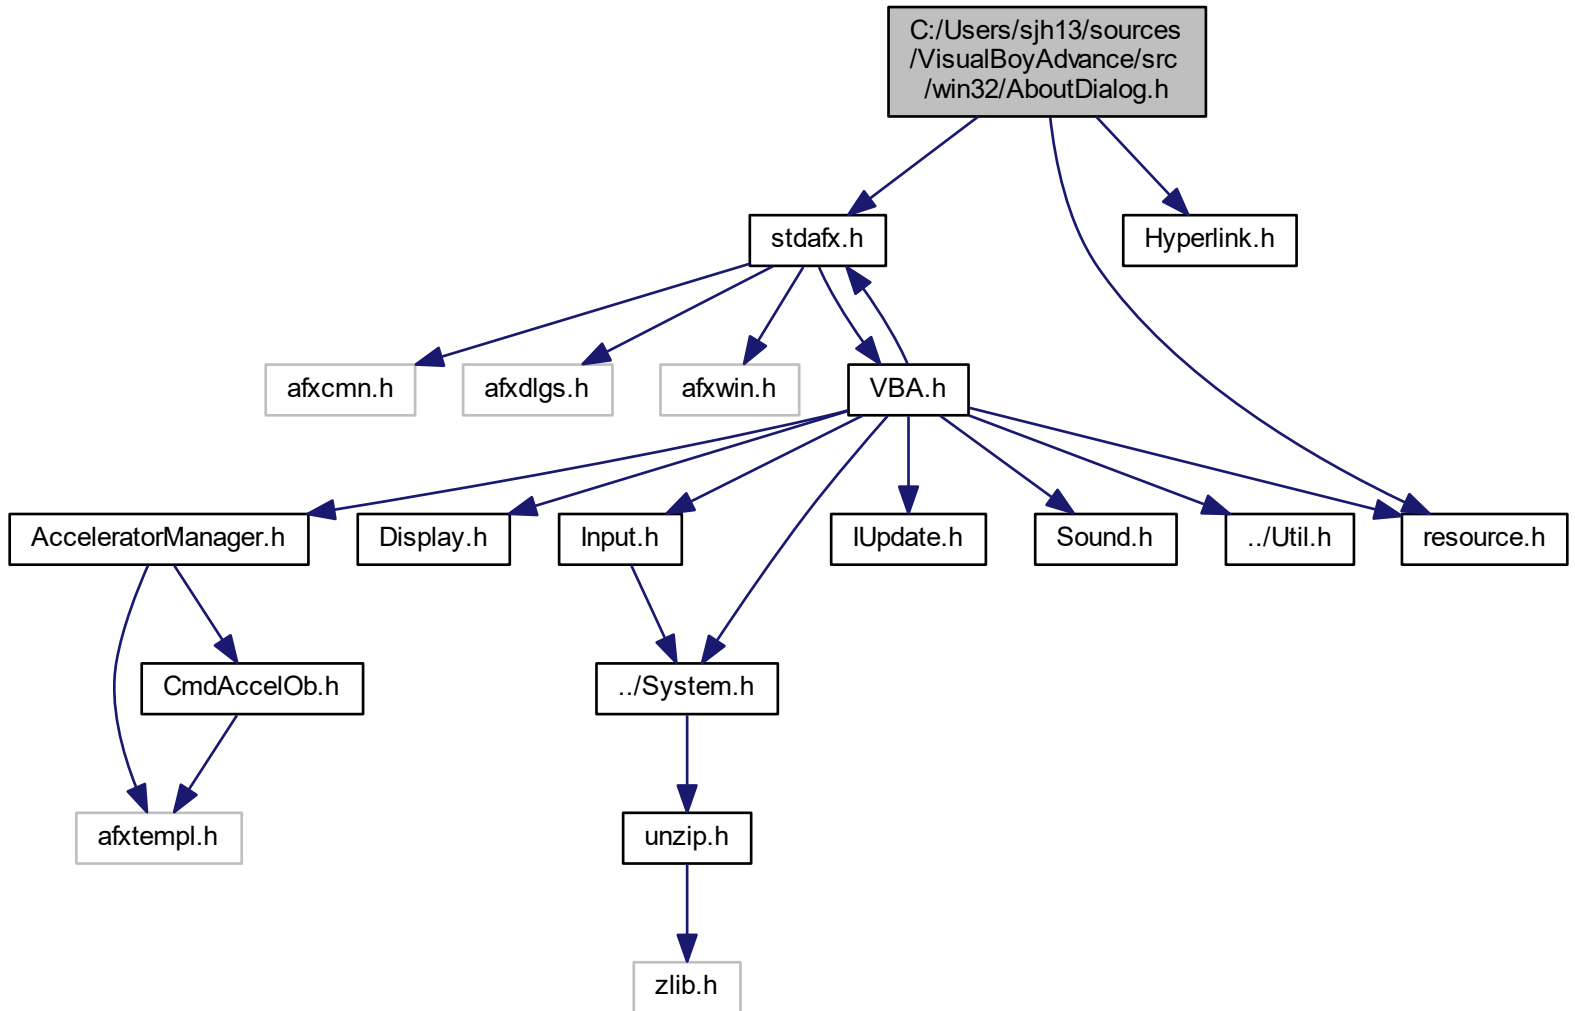 C:/Users/sjh13/sources
/VisualBoyAdvance/src
/win32/AboutDialog.h
stdafx.h
Hyperlink.h
afxcmn.h
afxdlgs.h
afxwin.h
VBA.h
AcceleratorManager.h
Display.h
Input.h
IUpdate.h
Sound.h
../Util.h
resource.h
CmdAccelOb.h
../System.h
afxtempl.h
unzip.h
zlib.h